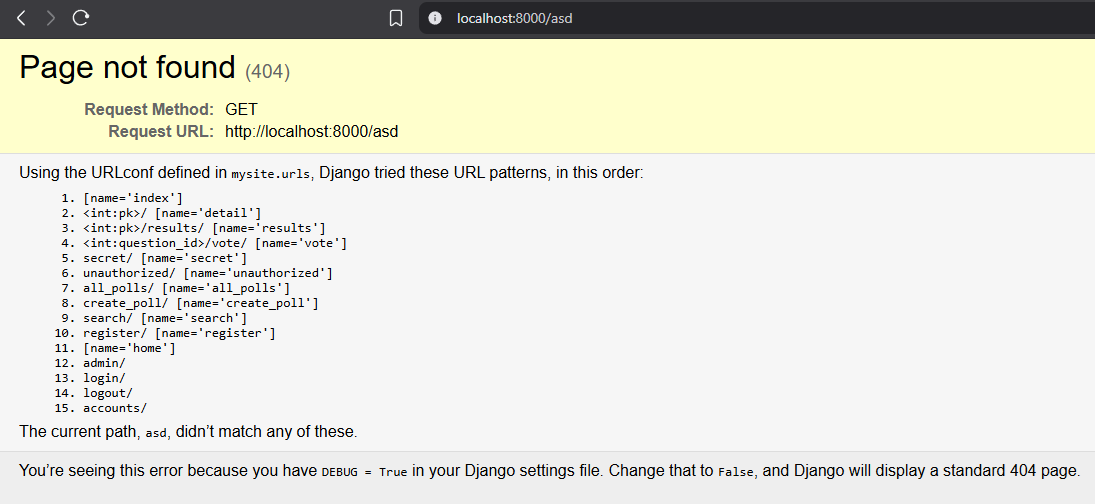 localhost:8000/asd
Page not found (404)
Request Method: GET
Request URL: http://localhost:8000/asd
Using the URLconf defined in mysite.urls, Django tried these URL patterns, in this order:
1. [name='index']
2. <int:pk>/ [name='detail']
3. <int:pk>/results/ [name='results']
4. <int:question_id>/vote/ [name='vote']
5. secret/ [name='secret']
6. unauthorized/ [name='unauthorized']
7. all_polls/ [name='all_polls']
8. create_poll/ [name='create_poll']
9. search/ [name='search']
10. register/ [name='register']
11. [name='home']
12. admin/
13. login/
14. logout/
15. accounts/
The current path, asd, didn’t match any of these.
You’re seeing this error because you have DEBUG = True in your Django settings file. Change that to False, and Django will display a standard 404 page.